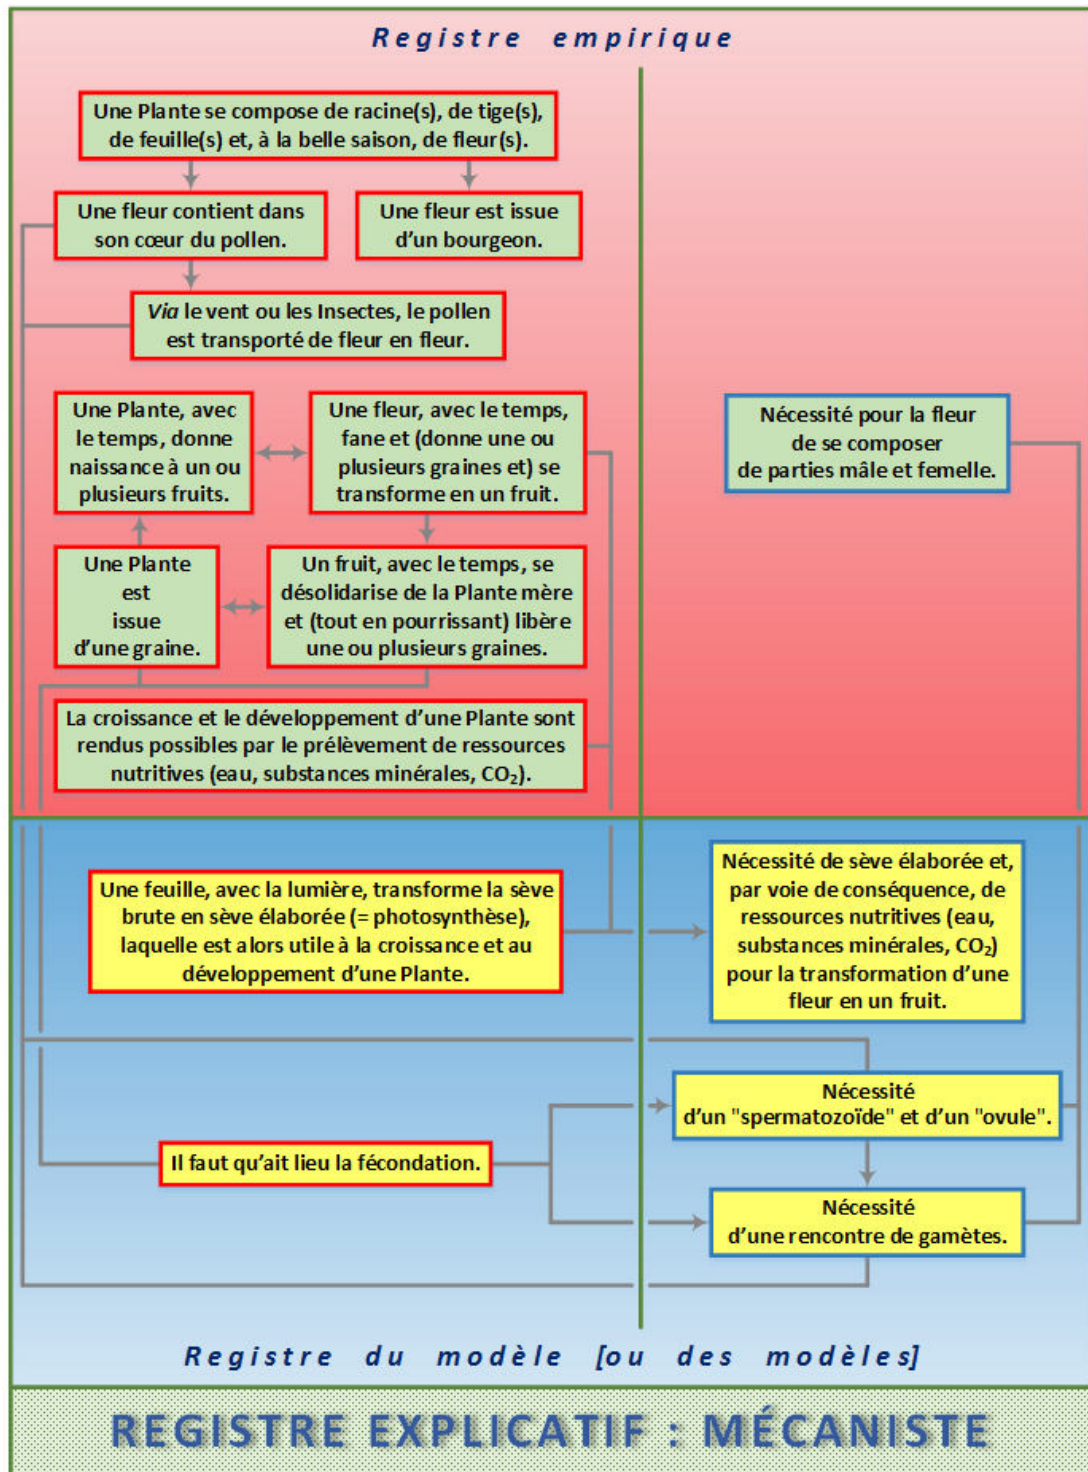 Registre empirique
Une Plante se compose de racine(s), de tige(s),
de feuille(s) et, à la belle saison, de fleur(s).
Une fleur contient dans
son cœur du pollen.
Une fleur est issue
d’un bourgeon.
Via le vent ou les Insectes, le pollen
est transporté de fleur en fleur.
Une Plante, avec
le temps, donne
naissance à un ou
plusieurs fruits.
Une fleur, avec le temps,
fane et (donne une ou
plusieurs graines et) se
transforme en un fruit.
Nécessité pour la fleur
de se composer
de parties mâle et femelle.
Une Plante
est
issue
d’une graine.
Un fruit, avec le temps, se
désolidarise de la Plante mère
et (tout en pourrissant) libère
une ou plusieurs graines.
La croissance et le développement d’une Plante sont
rendus possibles par le prélèvement de ressources
nutritives (eau, substances minérales, CO₂).
Une feuille, avec la lumière, transforme la sève
brute en sève élaborée (= photosynthèse),
laquelle est alors utile à la croissance et au
développement d’une Plante.
Nécessité de sève élaborée et,
par voie de conséquence, de
ressources nutritives (eau,
substances minérales, CO₂)
pour la transformation d’une
fleur en un fruit.
Nécessité
d’un "spermatozoïde" et d’un "ovule".
Il faut qu’ait lieu la fécondation.
Nécessité
d’une rencontre de gamètes.
Registre du modèle [ou des modèles]
REGISTRE EXPLICATIF : MÉCANISTE